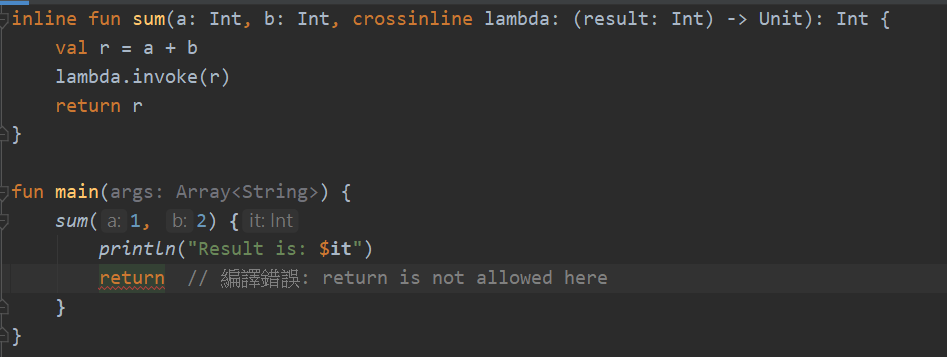 inline fun sum(a: Int, b: Int, crossinline lambda: (result: Int) -> Unit): Int {
val r = a + b
lambda.invoke(r)
return r
}
fun main(args: Array<String>) {
sum( a: 1, b: 2) { it: Int
println("Result is: $it")
return // 編譯錯誤: return is not allowed here
}
}